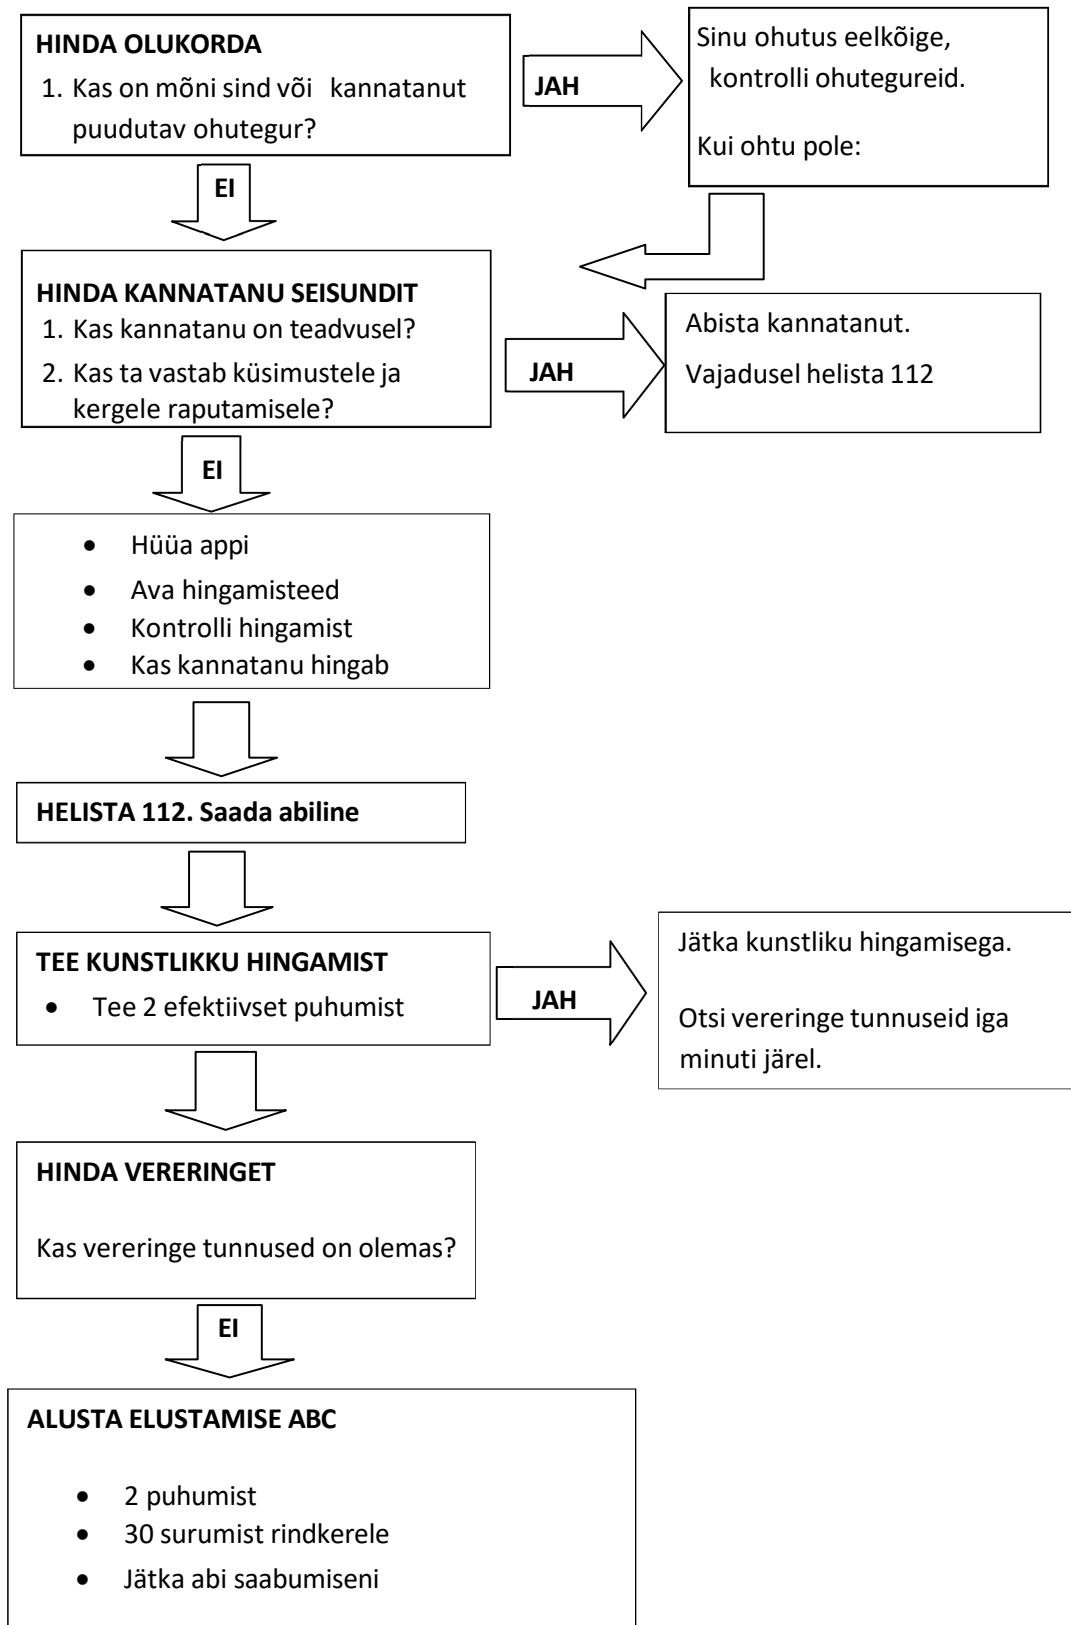 HINDA OLUKORDA
1. Kas on mõni sind või kannatanut
puudutav ohutegur?
JAH
Sinu ohutus eelkõige,
kontrolli ohutegureid.
Kui ohtu pole:
EI
HINDA KANNATANU SEISUNDIT
1. Kas kannatanu on teadvusel?
2. Kas ta vastab küsimustele ja
kergele raputamisele?
JAH
Abista kannatanut.
Vajadusel helista 112
EI
• Hüüa appi
• Ava hingamisteed
• Kontrolli hingamist
• Kas kannatanu hingab
HELISTA 112. Saada abiline
TEE KUNSTLIKKU HINGAMIST
• Tee 2 efektiivset puhumist
JAH
Jätka kunstliku hingamisega.
Otsi vereringe tunnuseid iga
minuti järel.
HINDA VERERINGET
Kas vereringe tunnused on olemas?
EI
ALUSTA ELUSTAMISE ABC
• 2 puhumist
• 30 surumist rindkerele
• Jätka abi saabumiseni